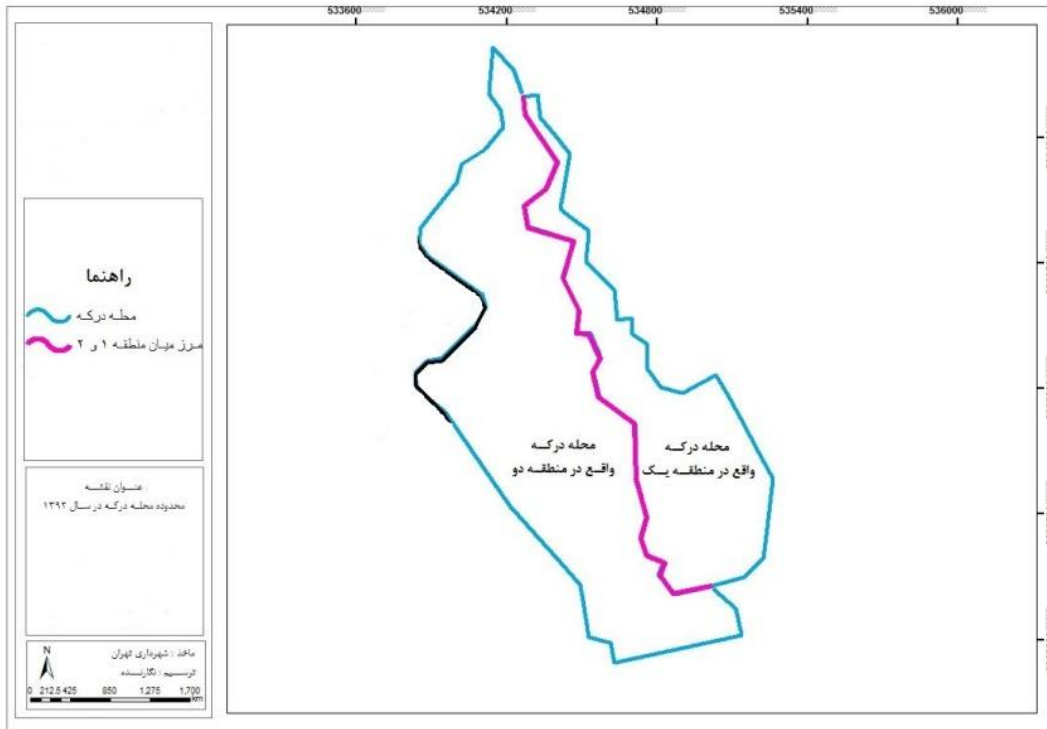 533600
534200
534800
535400
536000
راهنما
محله درکه
مرز میان منطقه ۱ و ۲
محله درکه
واقع در منطقه دو
محله درکه
واقع در منطقه یک
عنوان نقشه
محدوده محله درکه در سال ۱۳۹۲
ماخذ : شهرداری تهران
ترسیم : نگارنده
N
0 212.5 425 850 1,275 1,700
km